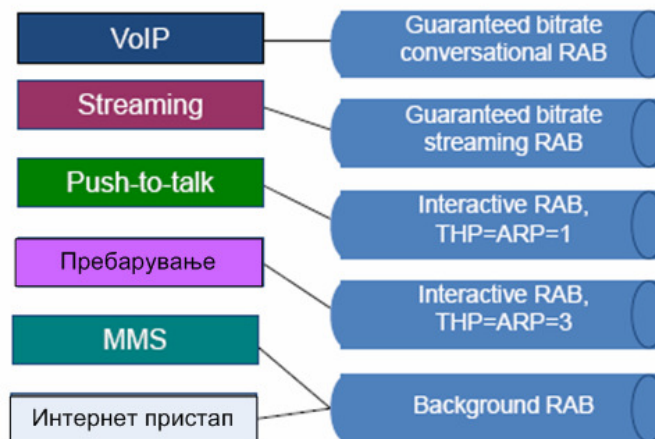 VoIP
Guaranteed bitrate
conversational RAB
Streaming
Guaranteed bitrate
streaming RAB
Push-to-talk
Interactive RAB,
THP=ARP=1
Пребарување
Interactive RAB,
THP=ARP=3
MMS
Интернет пристап
Background RAB